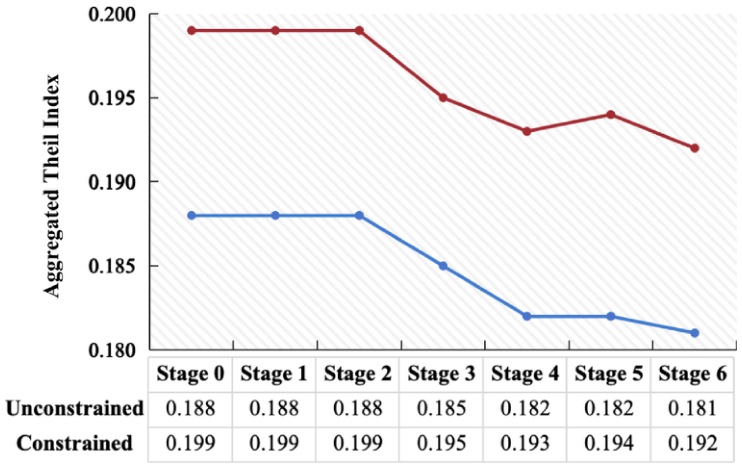 0.200
0.195
0.190
0.185
0.180
Aggregated Theil Index
Stage 0 Stage 1 Stage 2 Stage 3 Stage 4 Stage 5 Stage 6
Unconstrained 0.188 0.188 0.188 0.185 0.182 0.182 0.181
Constrained 0.199 0.199 0.199 0.195 0.193 0.194 0.192